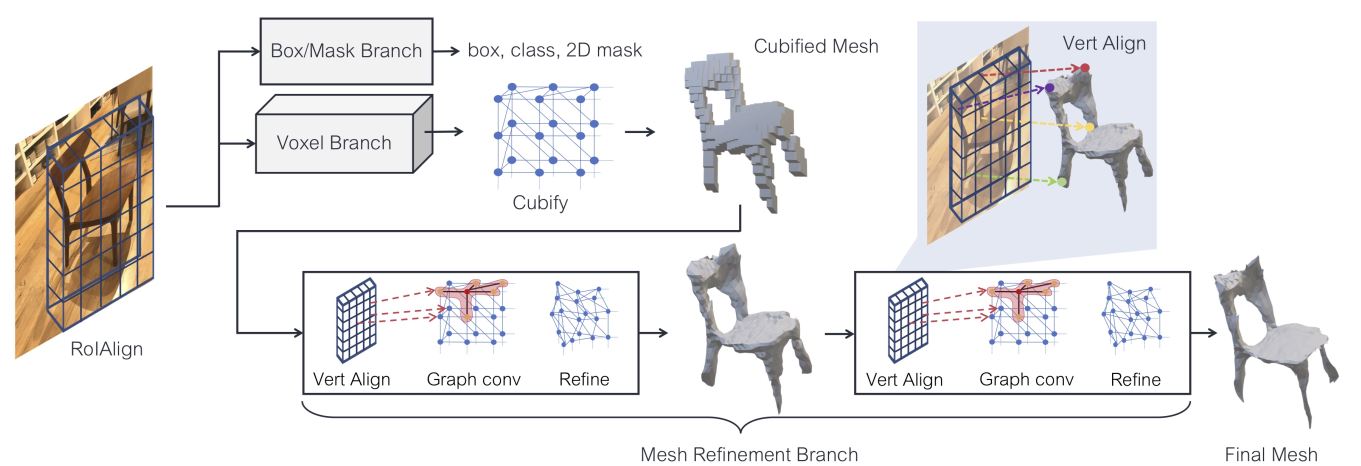 Box/Mask Branch
box, class, 2D mask
Cubified Mesh
Vert Align
Voxel Branch
Cubify
RoIAlign
Vert Align
Graph conv
Refine
Vert Align
Graph conv
Refine
Mesh Refinement Branch
Final Mesh